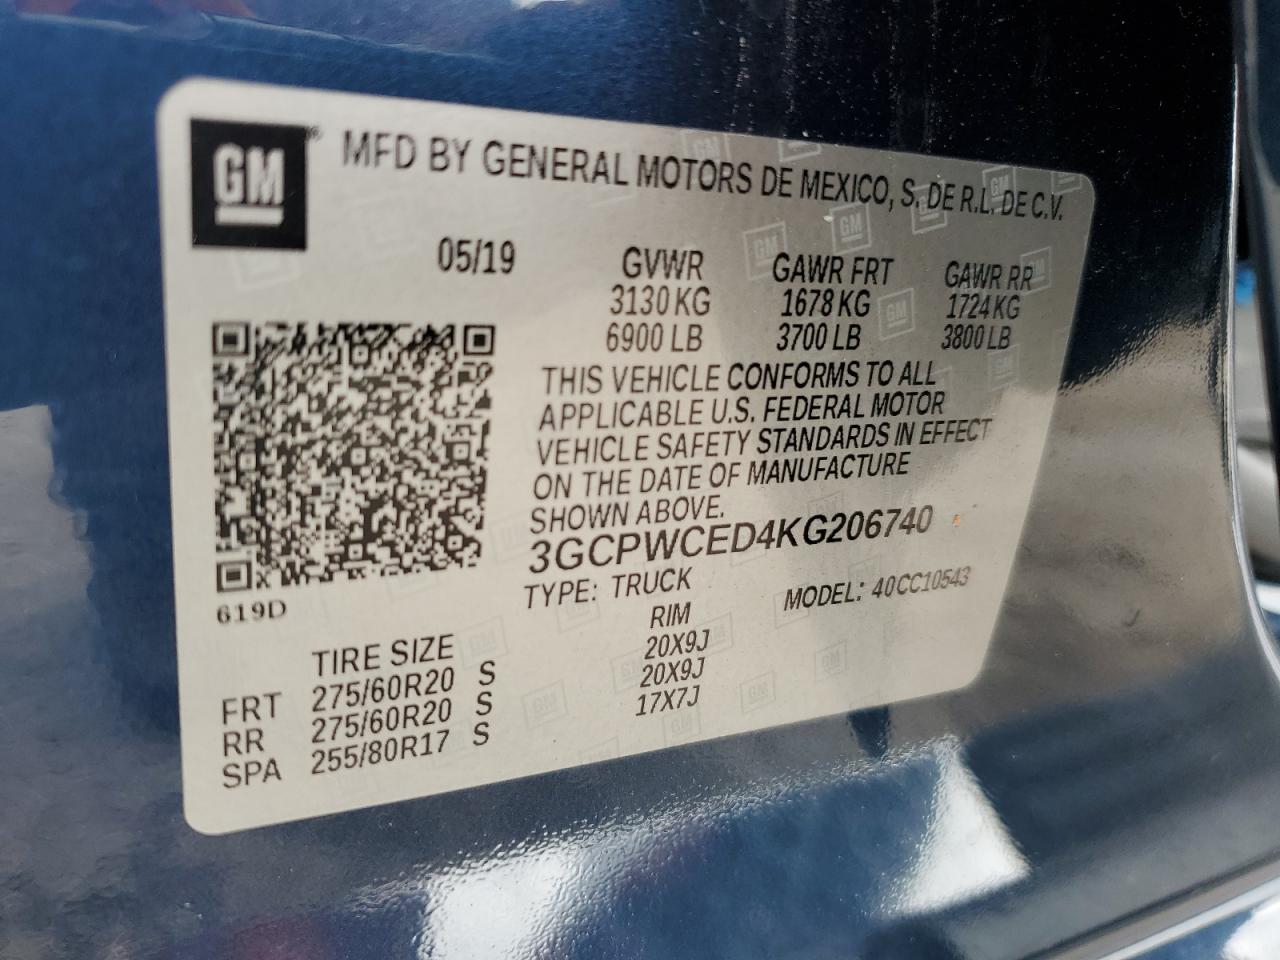 GM® MFD BY GENERAL MOTORS DE MEXICO, S. DE R.L. DE C.V.
05/19 GVWR GAWR FRT GAWR RR
3130 KG 1678 KG 1724 KG
6900 LB 3700 LB 3800 LB
THIS VEHICLE CONFORMS TO ALL
APPLICABLE U.S. FEDERAL MOTOR
VEHICLE SAFETY STANDARDS IN EFFECT
ON THE DATE OF MANUFACTURE
SHOWN ABOVE.
3GCPWCED4KG206740
TYPE: TRUCK MODEL: 40CC10543
619D
TIRE SIZE RIM
FRT 275/60R20 S 20X9J
RR 275/60R20 S 20X9J
SPA 255/80R17 S 17X7J